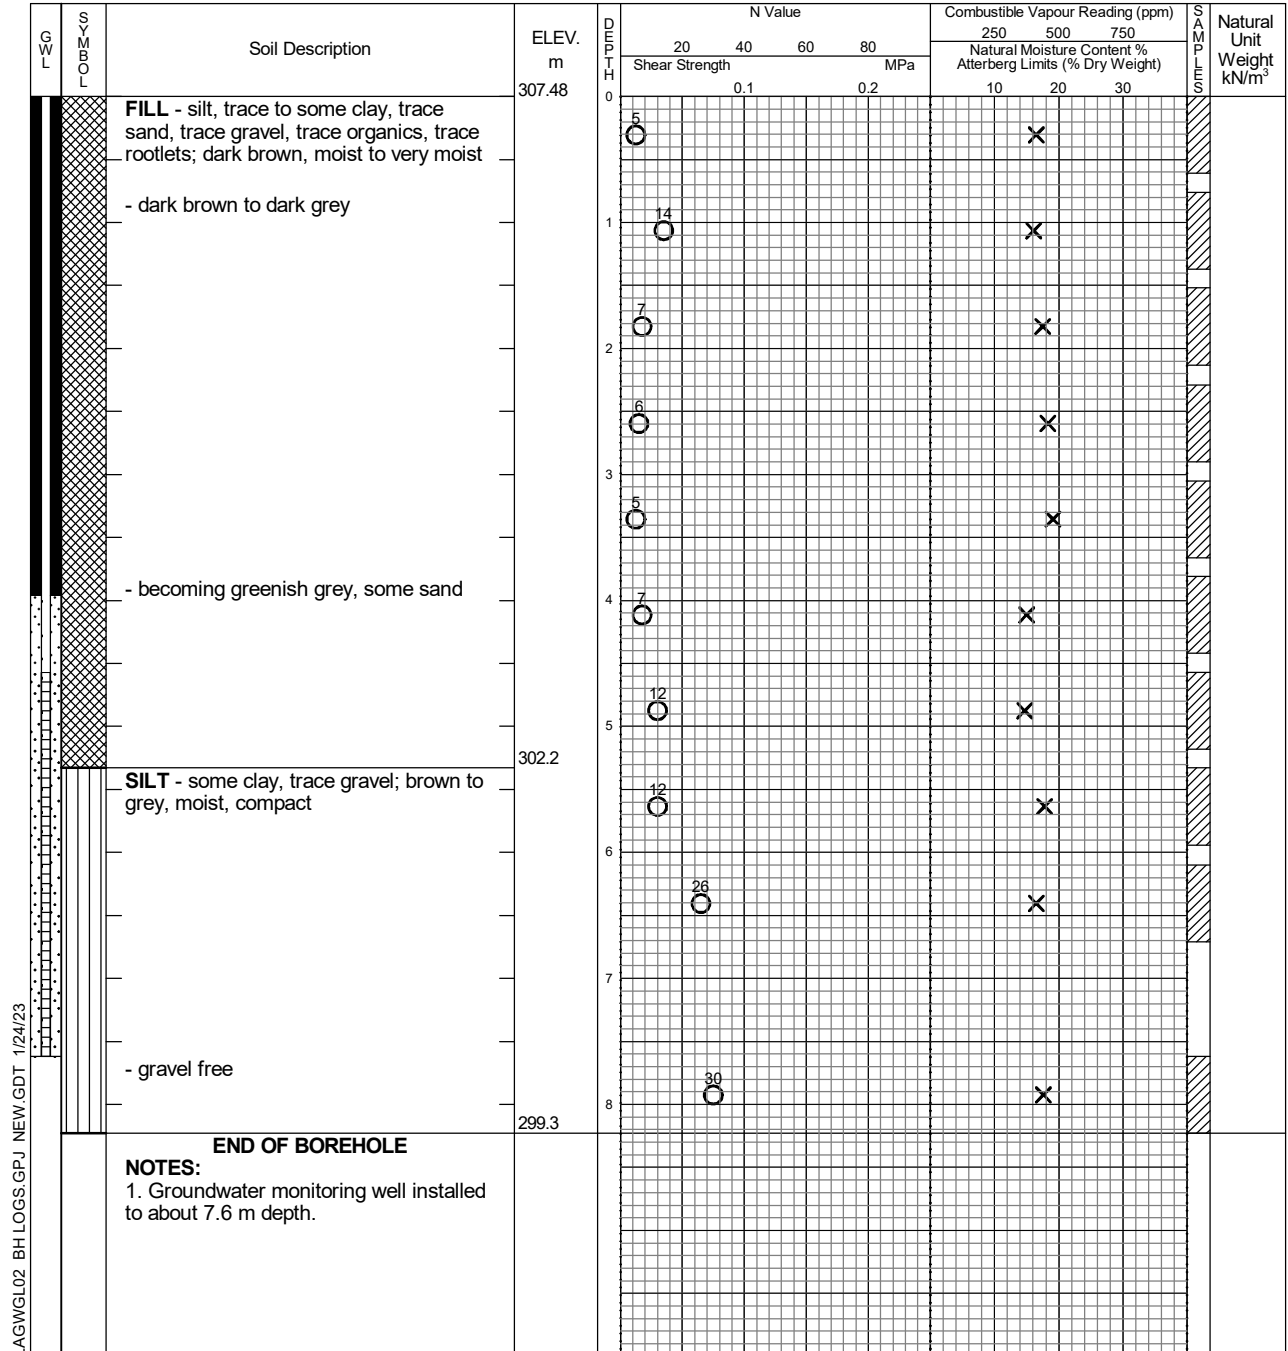 GWL
SYMBOL
Soil Description
ELEV.
m
307.48
DEPTH
N Value
20 40 60 80
Shear Strength MPa
0.1 0.2
Combustible Vapour Reading (ppm)
250 500 750
Natural Moisture Content %
Atterberg Limits (% Dry Weight)
10 20 30
SAMPLES
Natural
Unit
Weight
kN/m³
0
FILL - silt, trace to some clay, trace
sand, trace gravel, trace organics, trace
rootlets; dark brown, moist to very moist
5
- dark brown to dark grey
14
1
7
2
6
3
5
- becoming greenish grey, some sand
4
7
12
5
302.2
SILT - some clay, trace gravel; brown to
grey, moist, compact
12
6
26
7
- gravel free
30
8
299.3
END OF BOREHOLE
NOTES:
1. Groundwater monitoring well installed
to about 7.6 m depth.
AGWGL02 BH LOGS.GPJ NEW.GDT 1/24/23